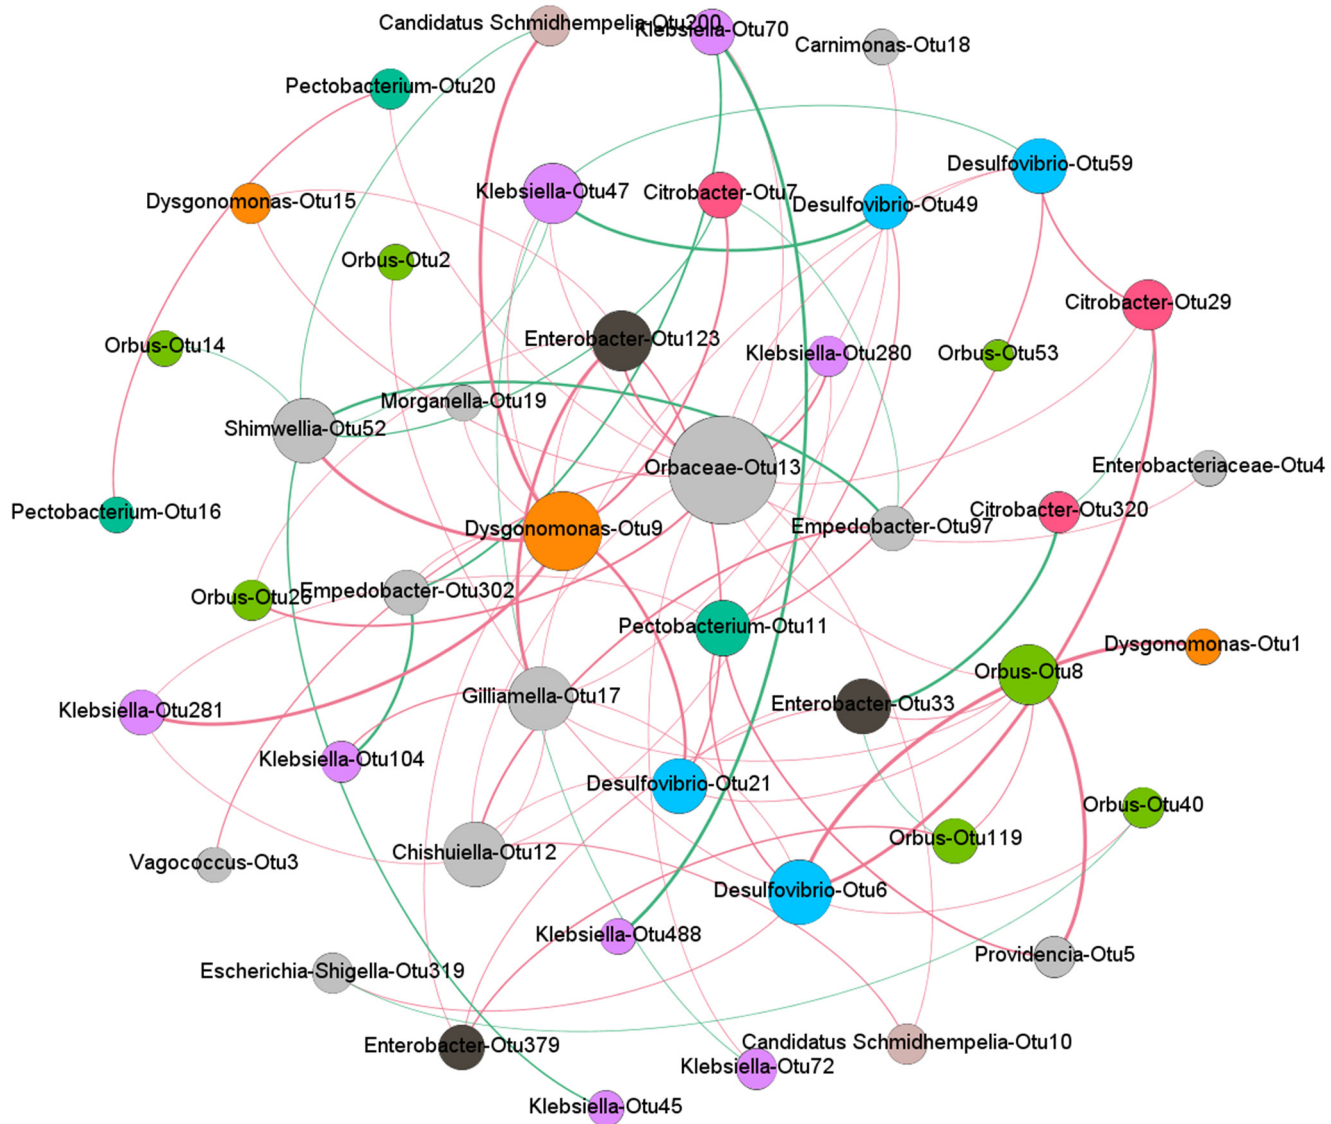 Candidatus Schmidhempelia-Otu200
Klebsiella-Otu70
Carnimonas-Otu18
Pectobacterium-Otu20
Desulfovibrio-Otu59
Klebsiella-Otu47
Citrobacter-Otu7
Dysgonomonas-Otu15
Desulfovibrio-Otu49
Orbus-Otu2
Citrobacter-Otu29
Enterobacter-Otu123
Orbus-Otu14
Klebsiella-Otu280
Orbus-Otu53
Morganella-Otu19
Shimwellia-Otu52
Orbaceae-Otu13
Enterobacteriaceae-Otu4
Pectobacterium-Otu16
Citrobacter-Otu320
Dysgonomonas-Otu9
Empedobacter-Otu97
Orbus-Otu26
Empedobacter-Otu302
Pectobacterium-Otu11
Dysgonomonas-Otu1
Orbus-Otu8
Gilliamella-Otu17
Enterobacter-Otu33
Klebsiella-Otu281
Klebsiella-Otu104
Desulfovibrio-Otu21
Orbus-Otu40
Orbus-Otu119
Chishuiella-Otu12
Vagococcus-Otu3
Desulfovibrio-Otu6
Klebsiella-Otu488
Providencia-Otu5
Escherichia-Shigella-Otu319
Candidatus Schmidhempelia-Otu10
Enterobacter-Otu379
Klebsiella-Otu72
Klebsiella-Otu45